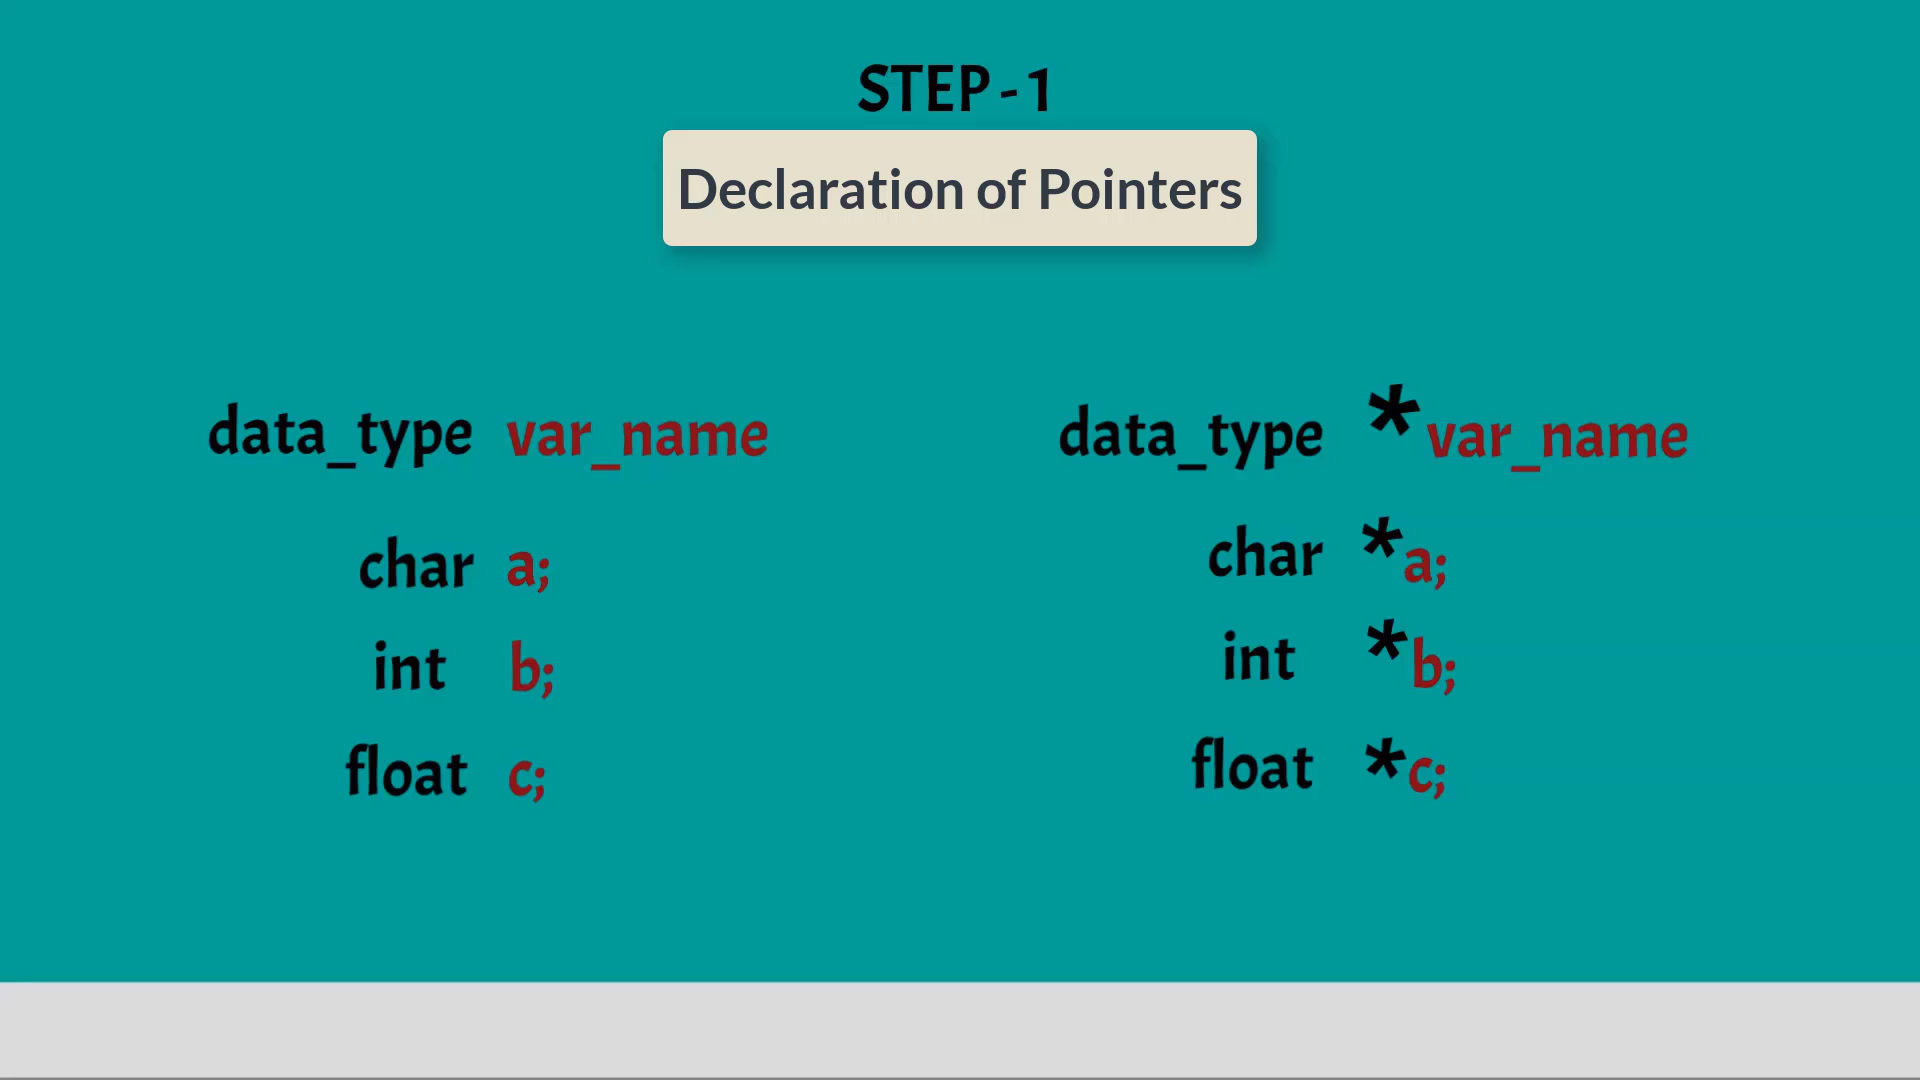 STEP - 1
Declaration of Pointers
data_type var_name
char a;
int b;
float c;
data_type *var_name
char *a;
int *b;
float *c;